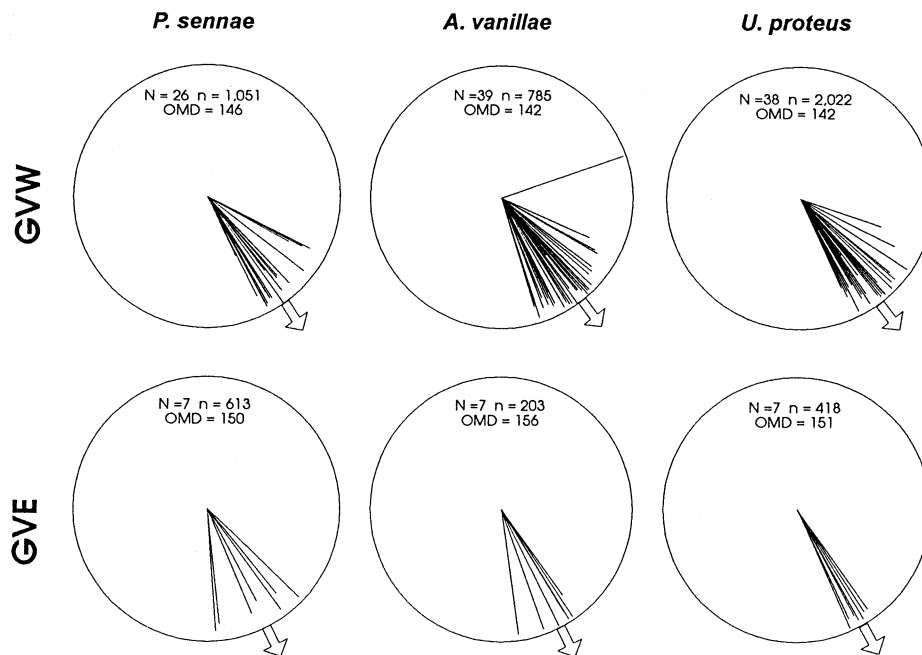 P. sennae A. vanillae U. proteus
GVW
N = 26 n = 1,051
OMD = 146
N =39 n = 785
OMD = 142
N =38 n = 2,022
OMD = 142
GVE
N =7 n = 613
OMD = 150
N =7 n = 203
OMD = 156
N =7 n = 418
OMD = 151